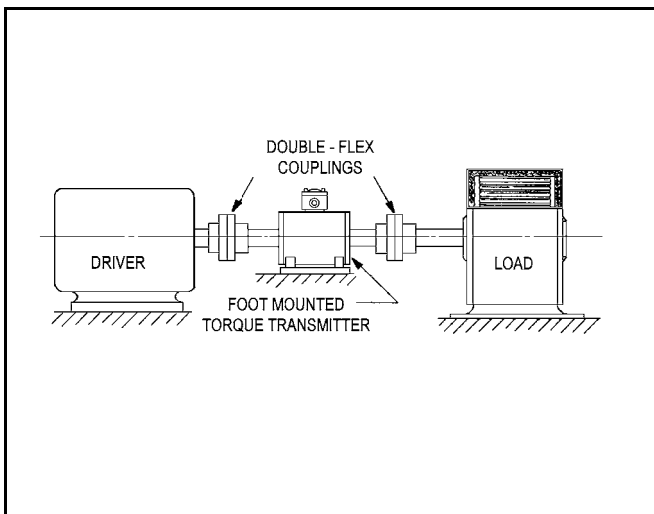 DOUBLE - FLEX
COUPLINGS
DRIVER
LOAD
FOOT MOUNTED
TORQUE TRANSMITTER